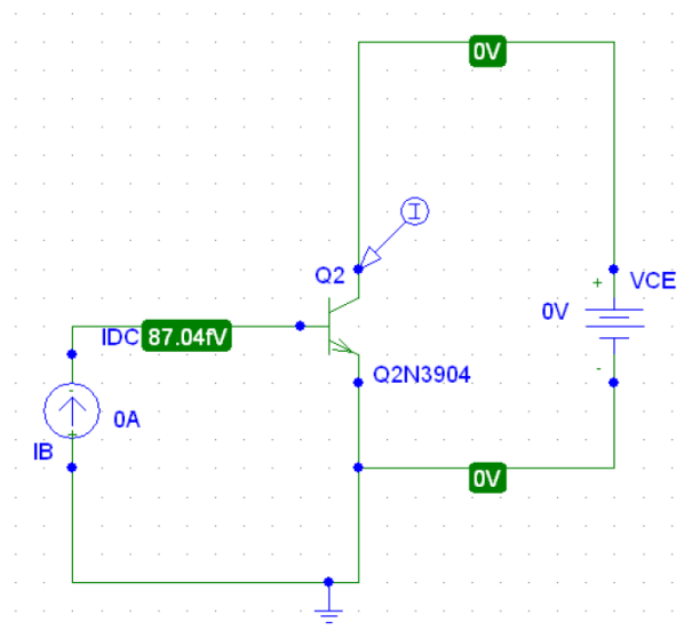 0V
I
Q2
+
VCE
0V
IDC 87.04fV
Q2N3904
-
-
0A
+
IB
0V